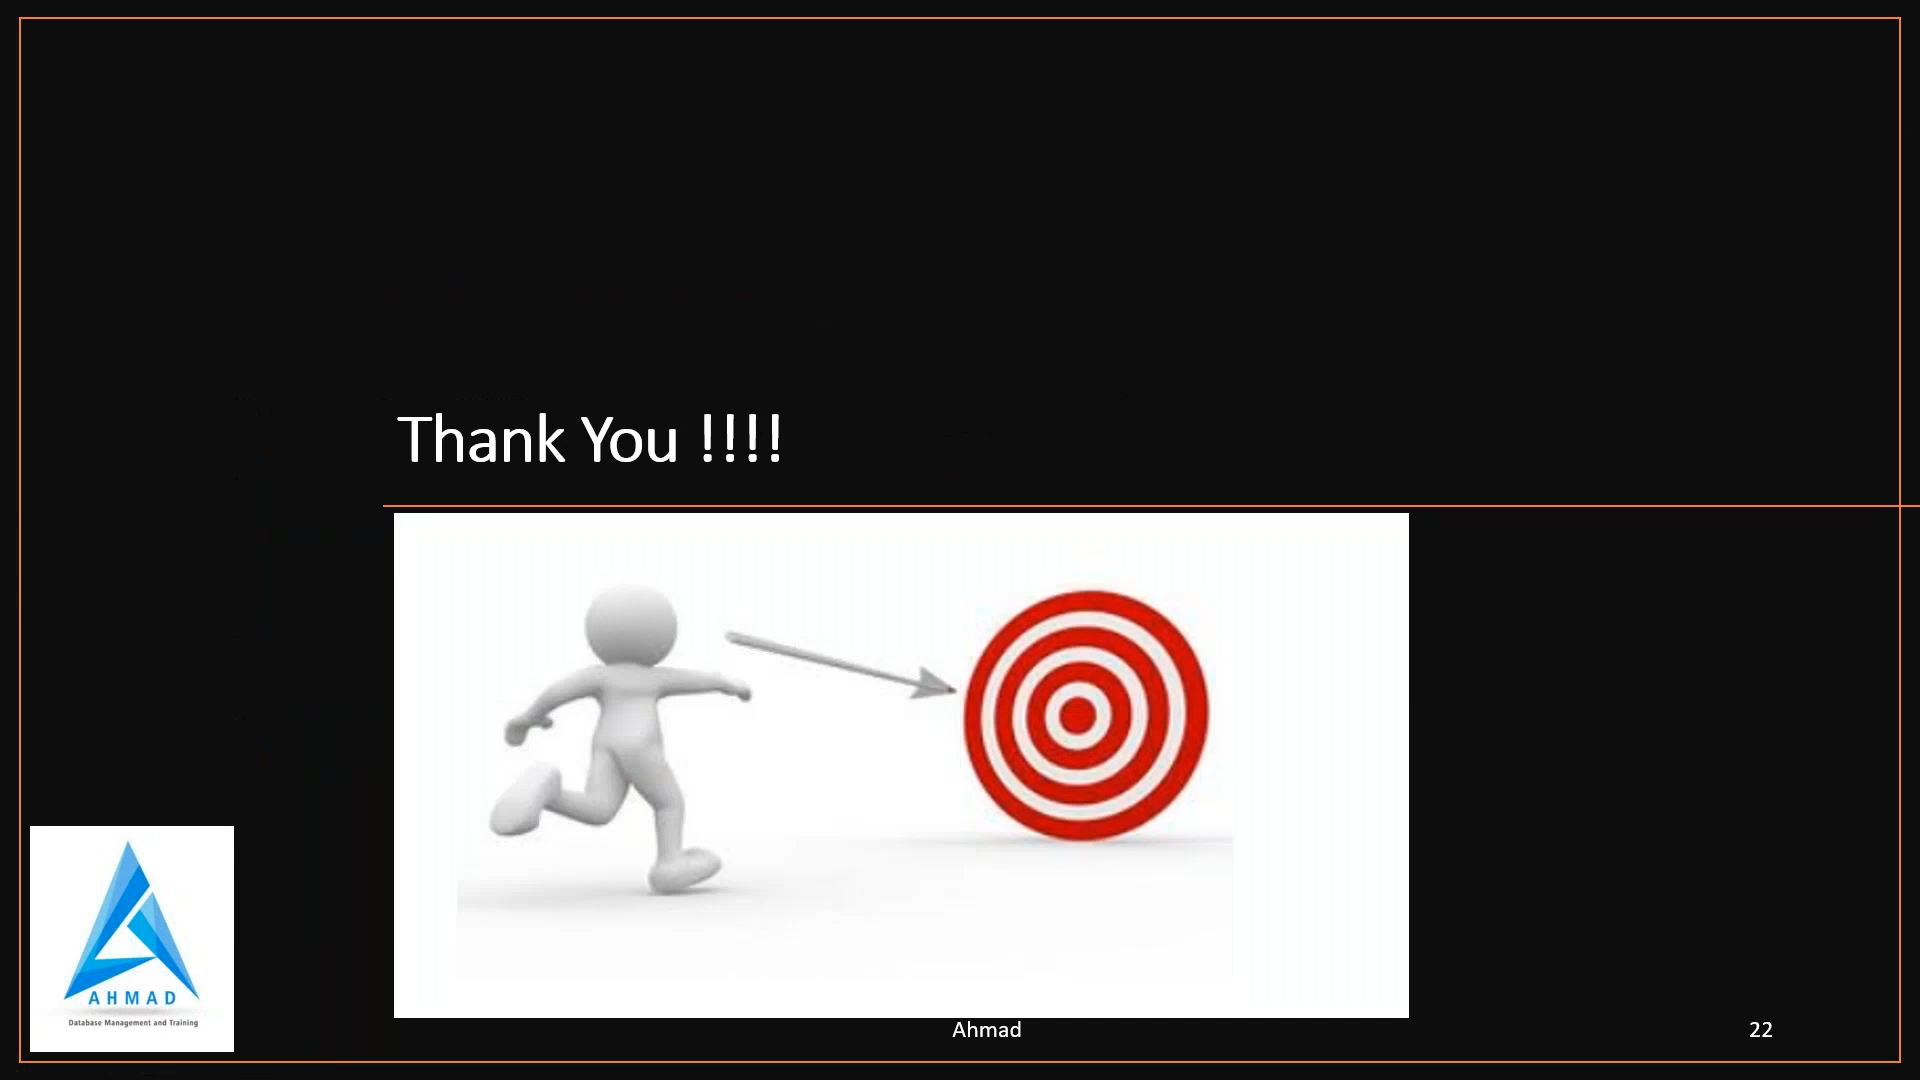 Thank You !!!!
AHMAD
Database Management and Training
Ahmad
22